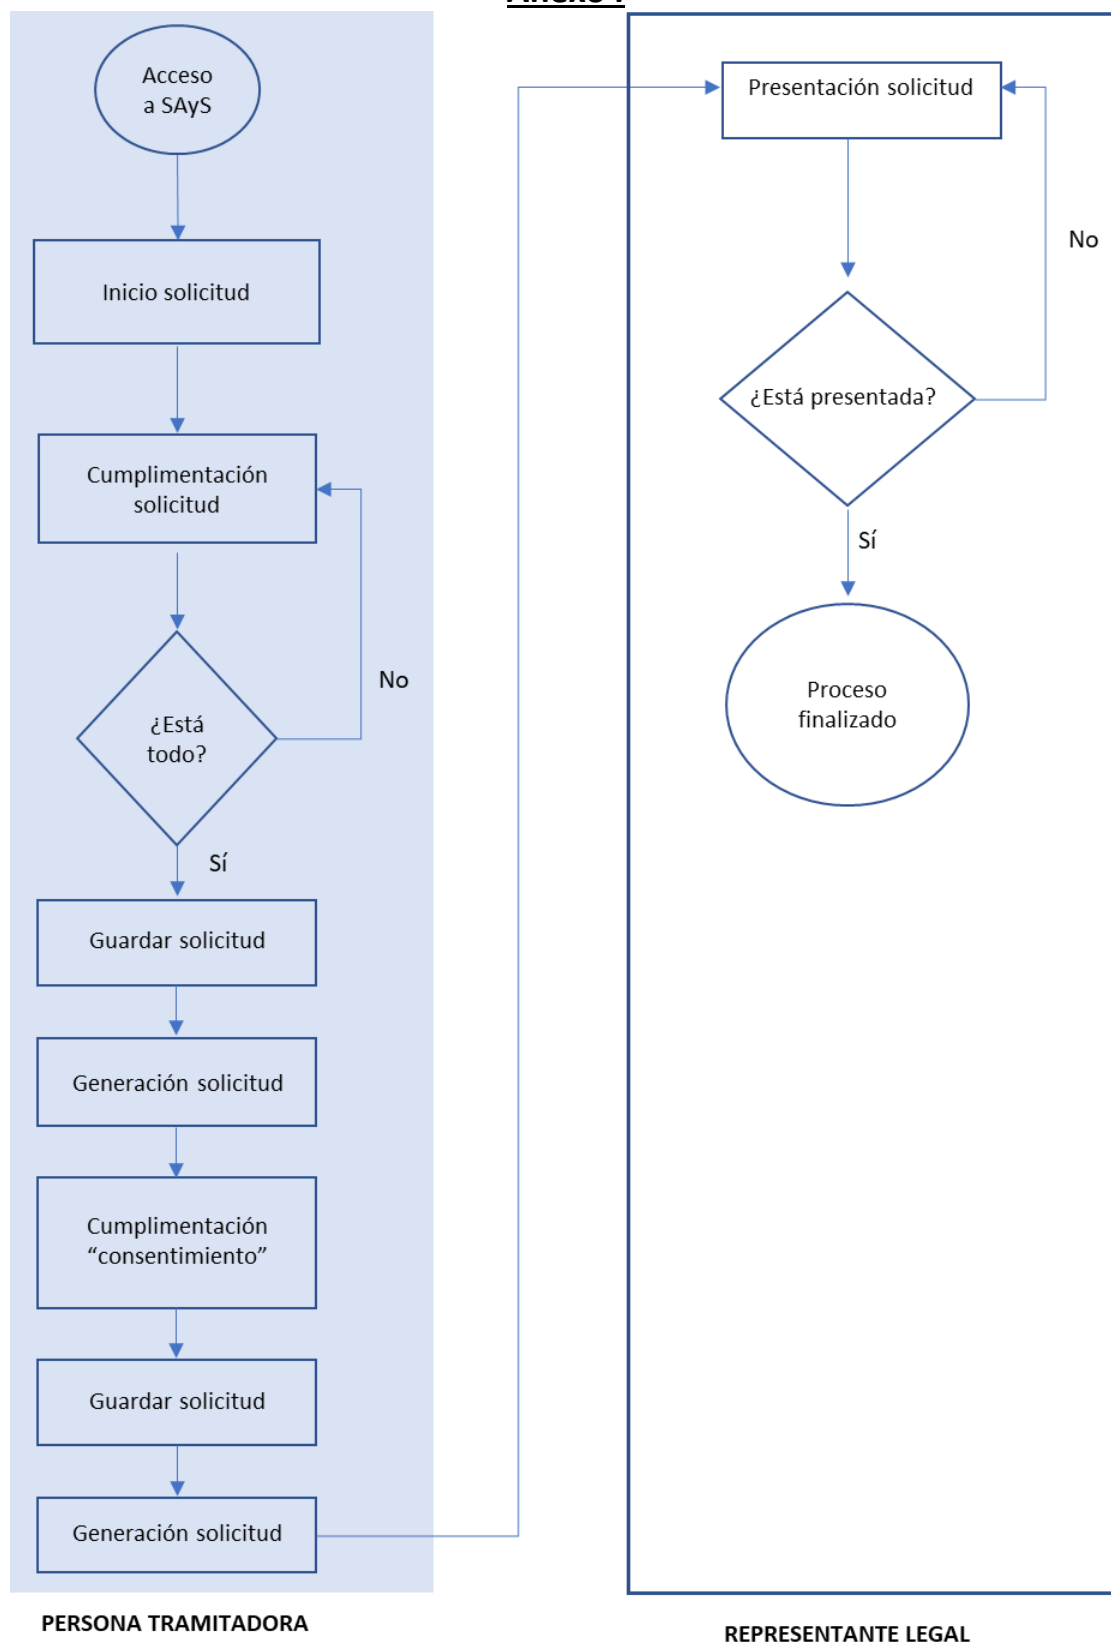 Anexo I
Acceso
a SAyS
Inicio solicitud
Cumplimentación
solicitud
No
¿Está
todo?
Sí
Guardar solicitud
Generación solicitud
Cumplimentación
“consentimiento”
Guardar solicitud
Generación solicitud
PERSONA TRAMITADORA
Presentación solicitud
No
¿Está presentada?
Sí
Proceso
finalizado
REPRESENTANTE LEGAL